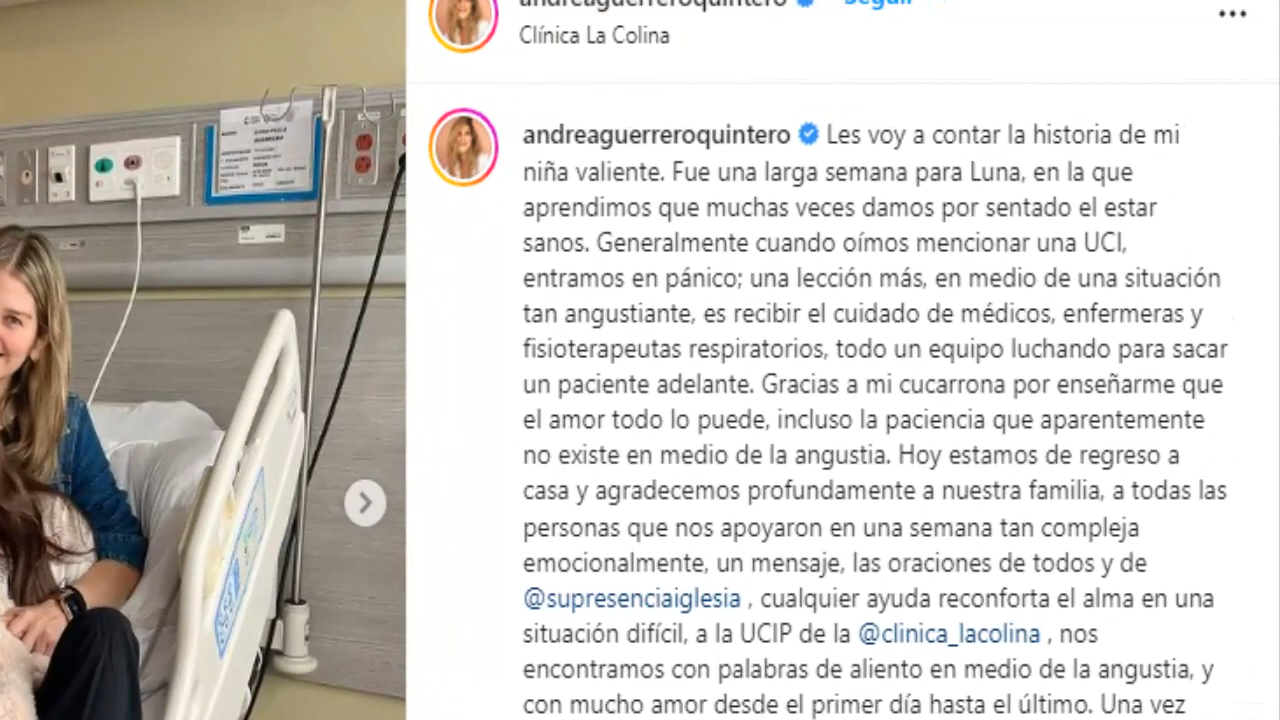 andreaguerreroquintero
Seguir
Clínica La Colina
andreaguerreroquintero Les voy a contar la historia de mi
niña valiente. Fue una larga semana para Luna, en la que
aprendimos que muchas veces damos por sentado el estar
sanos. Generalmente cuando oímos mencionar una UCI,
entramos en pánico; una lección más, en medio de una situación
tan angustiante, es recibir el cuidado de médicos, enfermeras y
fisioterapeutas respiratorios, todo un equipo luchando para sacar
un paciente adelante. Gracias a mi cucarrona por enseñarme que
el amor todo lo puede, incluso la paciencia que aparentemente
no existe en medio de la angustia. Hoy estamos de regreso a
casa y agradecemos profundamente a nuestra familia, a todas las
personas que nos apoyaron en una semana tan compleja
emocionalmente, un mensaje, las oraciones de todos y de
@supresenciaiglesia , cualquier ayuda reconforta el alma en una
situación difícil, a la UCIP de la @clinica_lacolina , nos
encontramos con palabras de aliento en medio de la angustia, y
con mucho amor desde el primer día hasta el último. Una vez